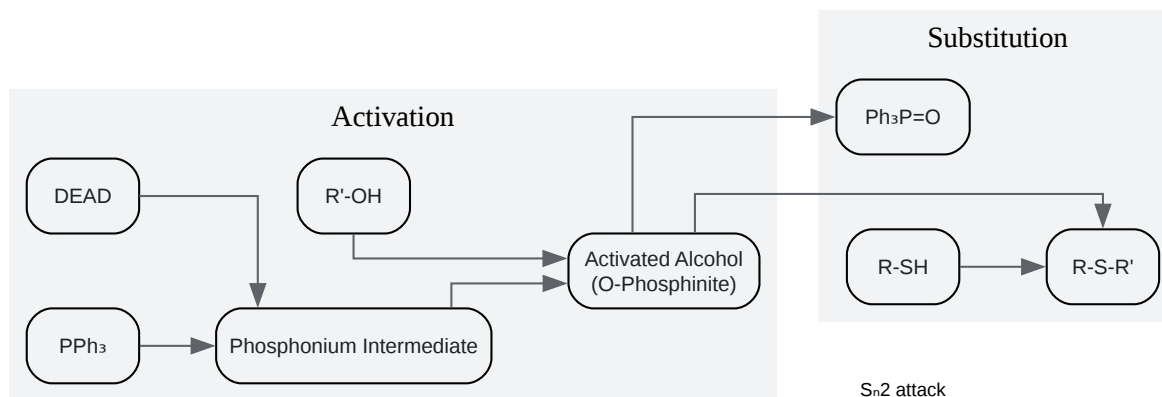 Substitution
Activation
Ph₃P=O
DEAD
R'-OH
Activated Alcohol
(O-Phosphinite)
R-SH
R-S-R'
PPh₃
Phosphonium Intermediate
Sₙ2 attack